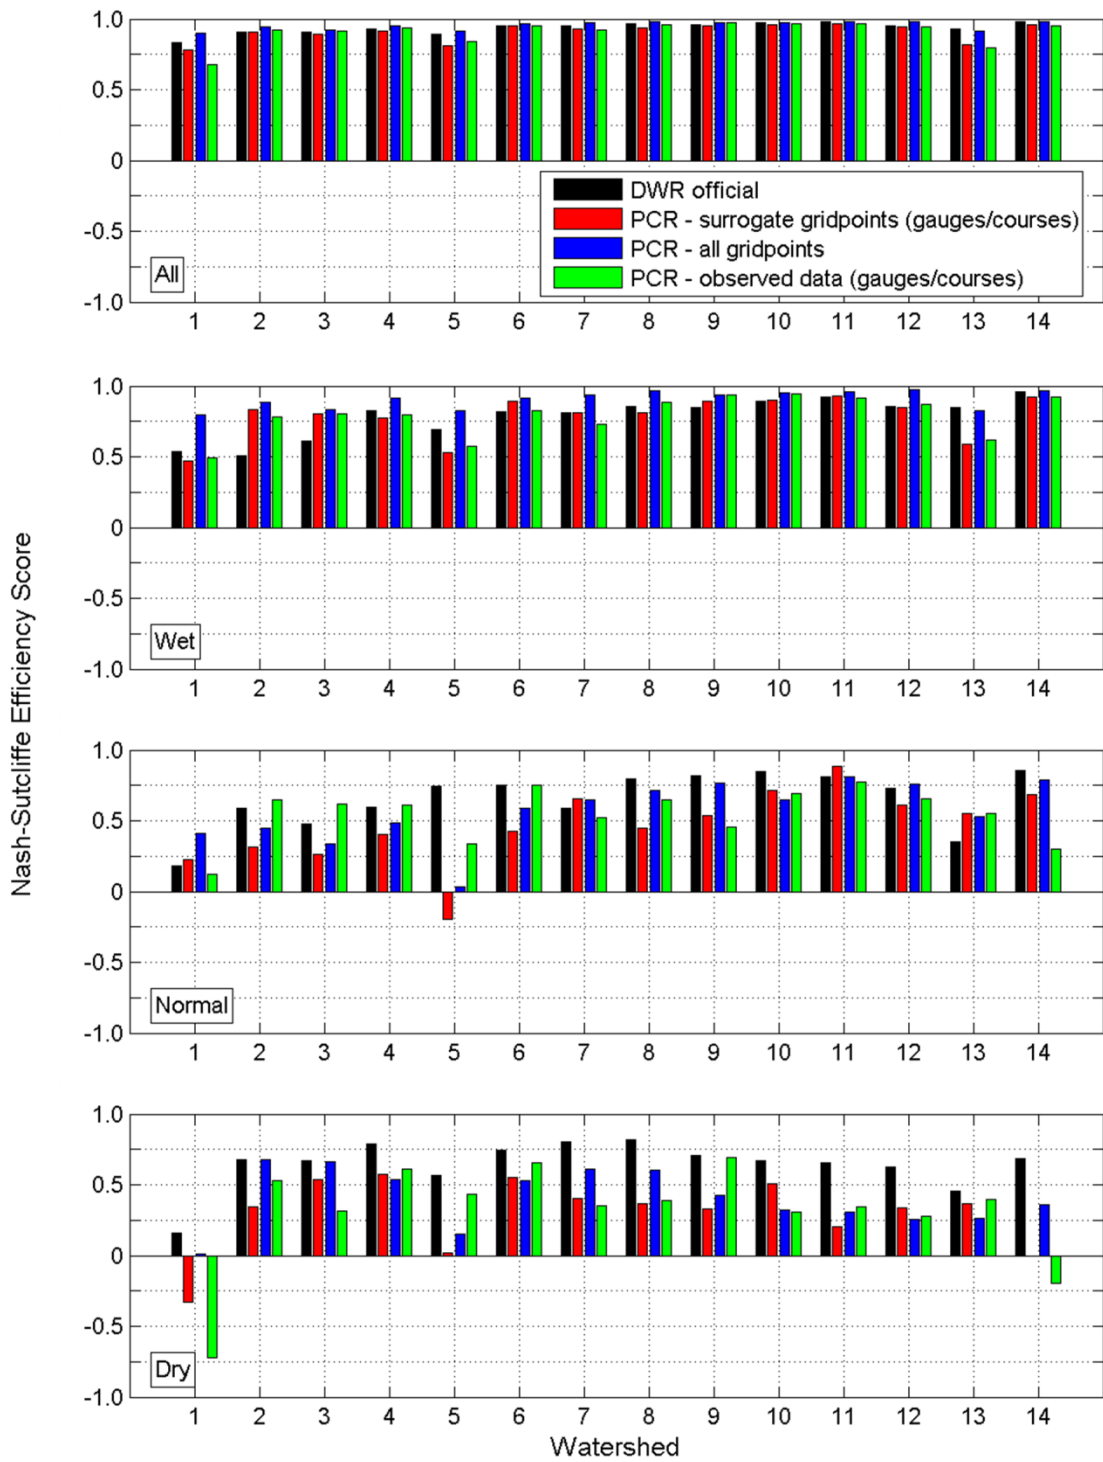 1.0
0.5
0
-0.5
-1.0
DWR official
PCR - surrogate gridpoints (gauges/courses)
PCR - all gridpoints
PCR - observed data (gauges/courses)
All
1 2 3 4 5 6 7 8 9 10 11 12 13 14
Nash-Sutcliffe Efficiency Score
1.0
0.5
0
-0.5
-1.0
Wet
1 2 3 4 5 6 7 8 9 10 11 12 13 14
1.0
0.5
0
-0.5
-1.0
Normal
1 2 3 4 5 6 7 8 9 10 11 12 13 14
1.0
0.5
0
-0.5
-1.0
Dry
1 2 3 4 5 6 7 8 9 10 11 12 13 14
Watershed